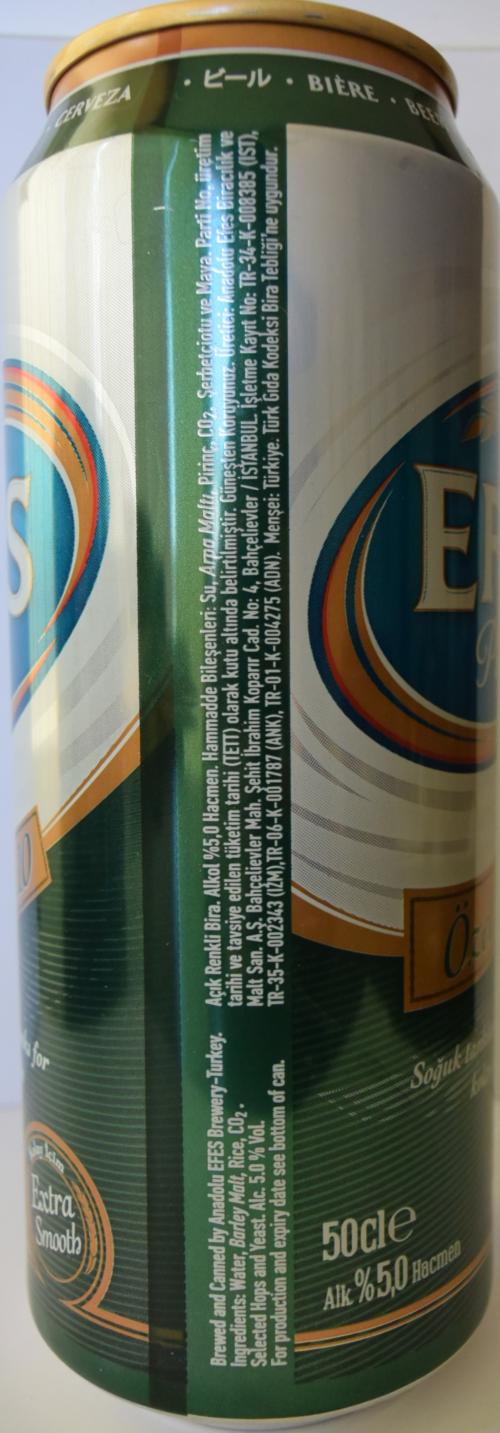 CERVEZA · ビール · BIÈRE · BEER
Açık Renkli Bira. Alkol %5,0 Hacmen. Hammadde Bileşenleri: Su, Arpa Maltı, Pirinç, CO₂, Şerbetçiotu ve Maya. Parti No, üretim
tarihi ve tavsiye edilen tüketim tarihi (TETT) olarak kutu altında belirtilmiştir. Güneşten Koruyunuz. Üretici: Anadolu Efes Biracılık ve
Malt San. A.Ş. Bahçelievler Mah. Şehit İbrahim Koparır Cad. No: 4, Bahçelievler / İSTANBUL. İşletme Kayıt No: TR-34-K-008385 (İST),
TR-35-K-002343 (İZM),TR-06-K-001787 (ANK), TR-01-K-004275 (ADN). Menşei: Türkiye. Türk Gıda Kodeksi Bira Tebliği'ne uygundur.
Brewed and Canned by Anadolu EFES Brewery-Turkey.
Ingredients: Water, Barley Malt, Rice, CO₂.
Selected Hops and Yeast. Alc. 5.0 % Vol.
For production and expiry date see bottom of can.
S
for
Extra
Smooth
E
Soğuk
50cl e
Alk %5,0 Hacmen